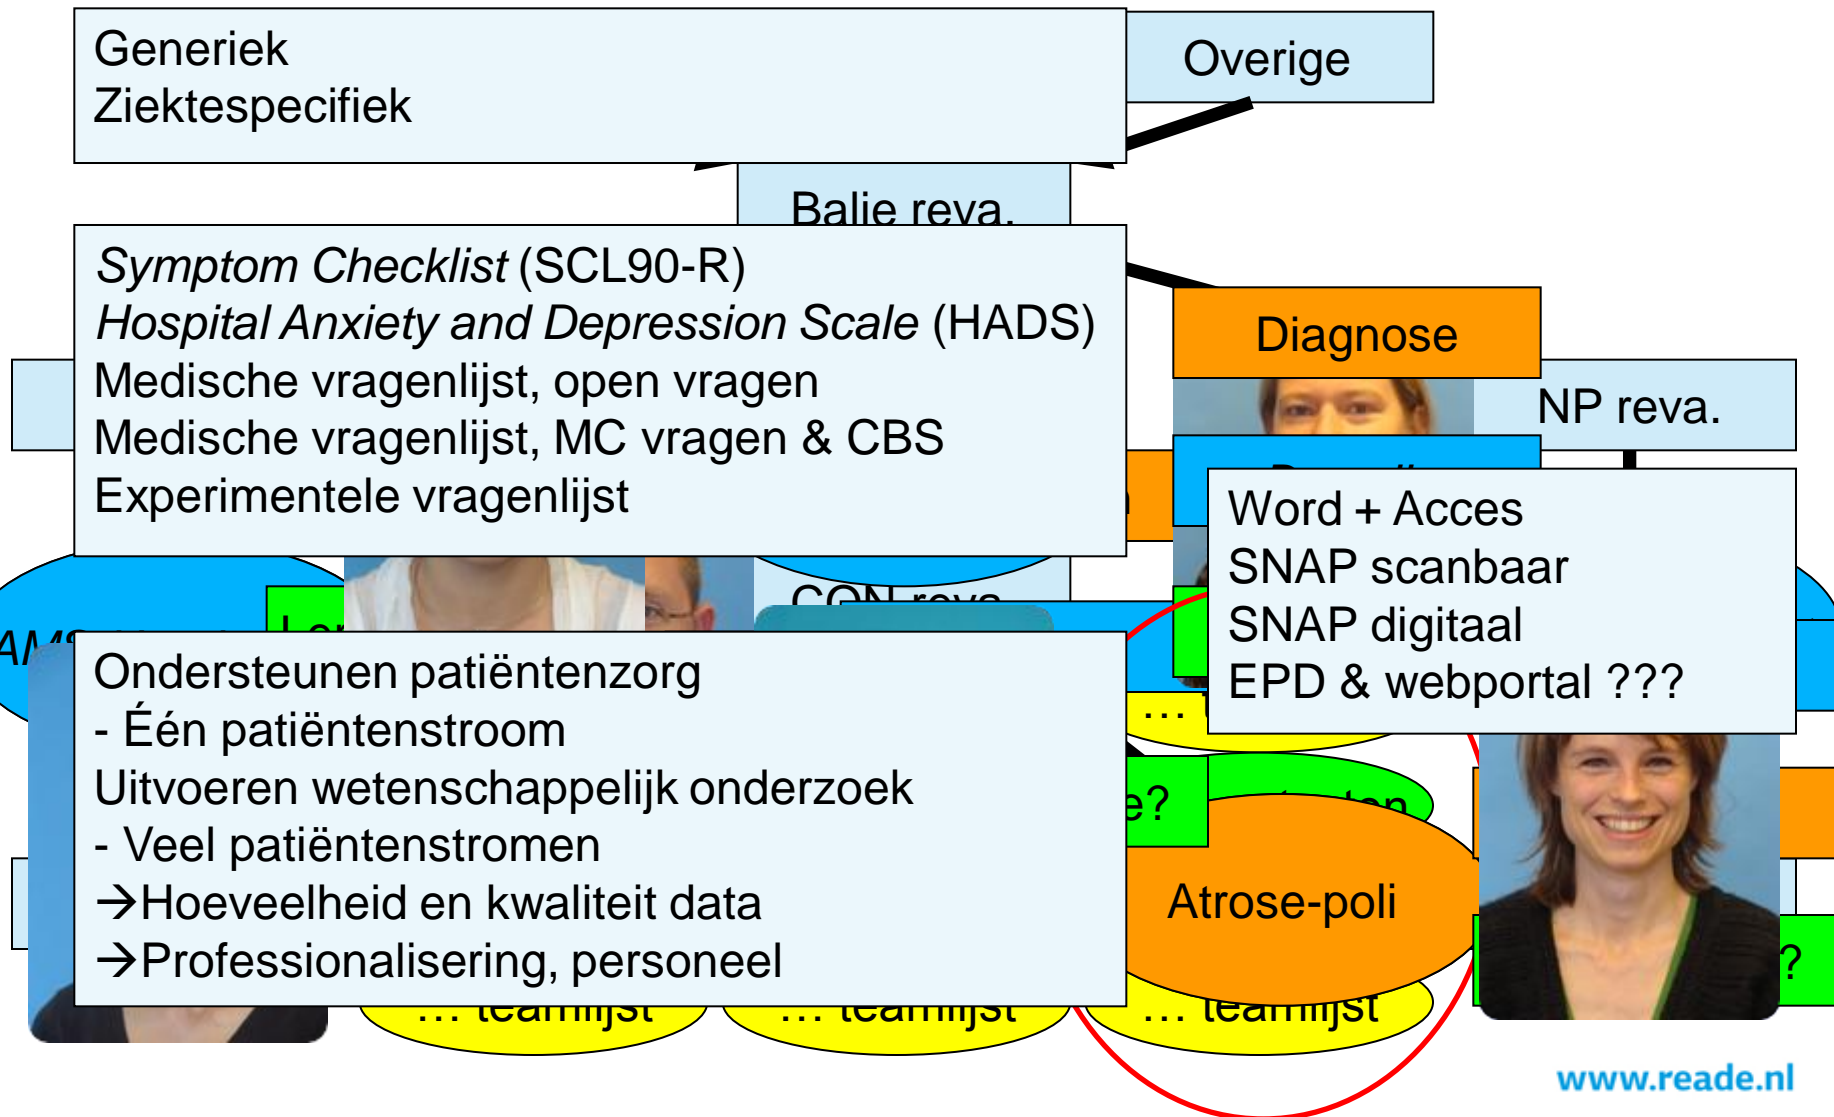 Generiek
Ziektespecifiek
Overige
Balie reva.
Symptom Checklist (SCL90-R)
Hospital Anxiety and Depression Scale (HADS)
Medische vragenlijst, open vragen
Medische vragenlijst, MC vragen & CBS
Experimentele vragenlijst
Diagnose
NP reva.
Word + Acces
SNAP scanbaar
SNAP digitaal
EPD & webportal ???
CON reva.
Ondersteunen patiëntenzorg
- Één patiëntenstroom
Uitvoeren wetenschappelijk onderzoek
- Veel patiëntenstromen
→Hoeveelheid en kwaliteit data
→Professionalisering, personeel
e?
Atrose-poli
?
… teamlijst
… teamlijst
… teamlijst
www.reade.nl